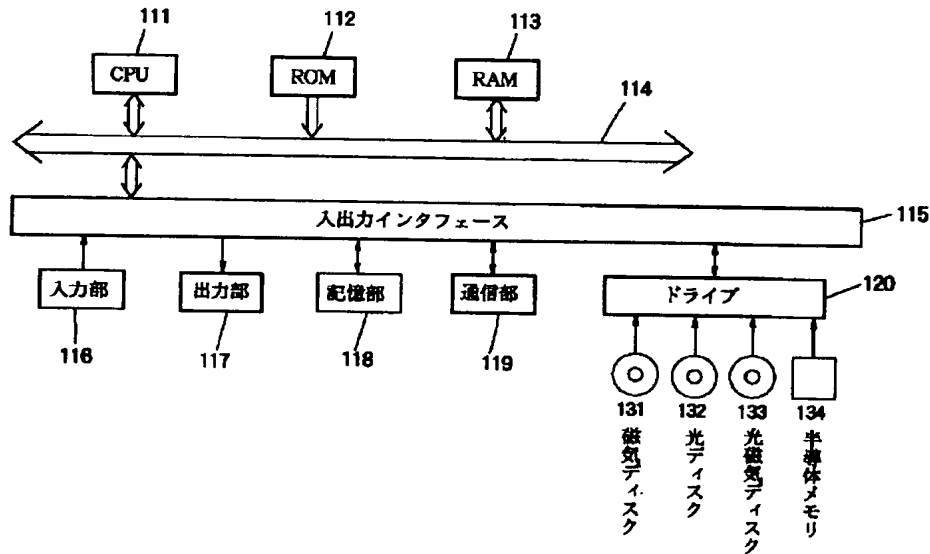 111
112
113
CPU
ROM
RAM
114
115
入出力インタフェース
入力部
出力部
記憶部
通信部
ドライブ
120
116
117
118
119
131
132
133
134
磁気ディスク
光ディスク
光磁気ディスク
半導体メモリ